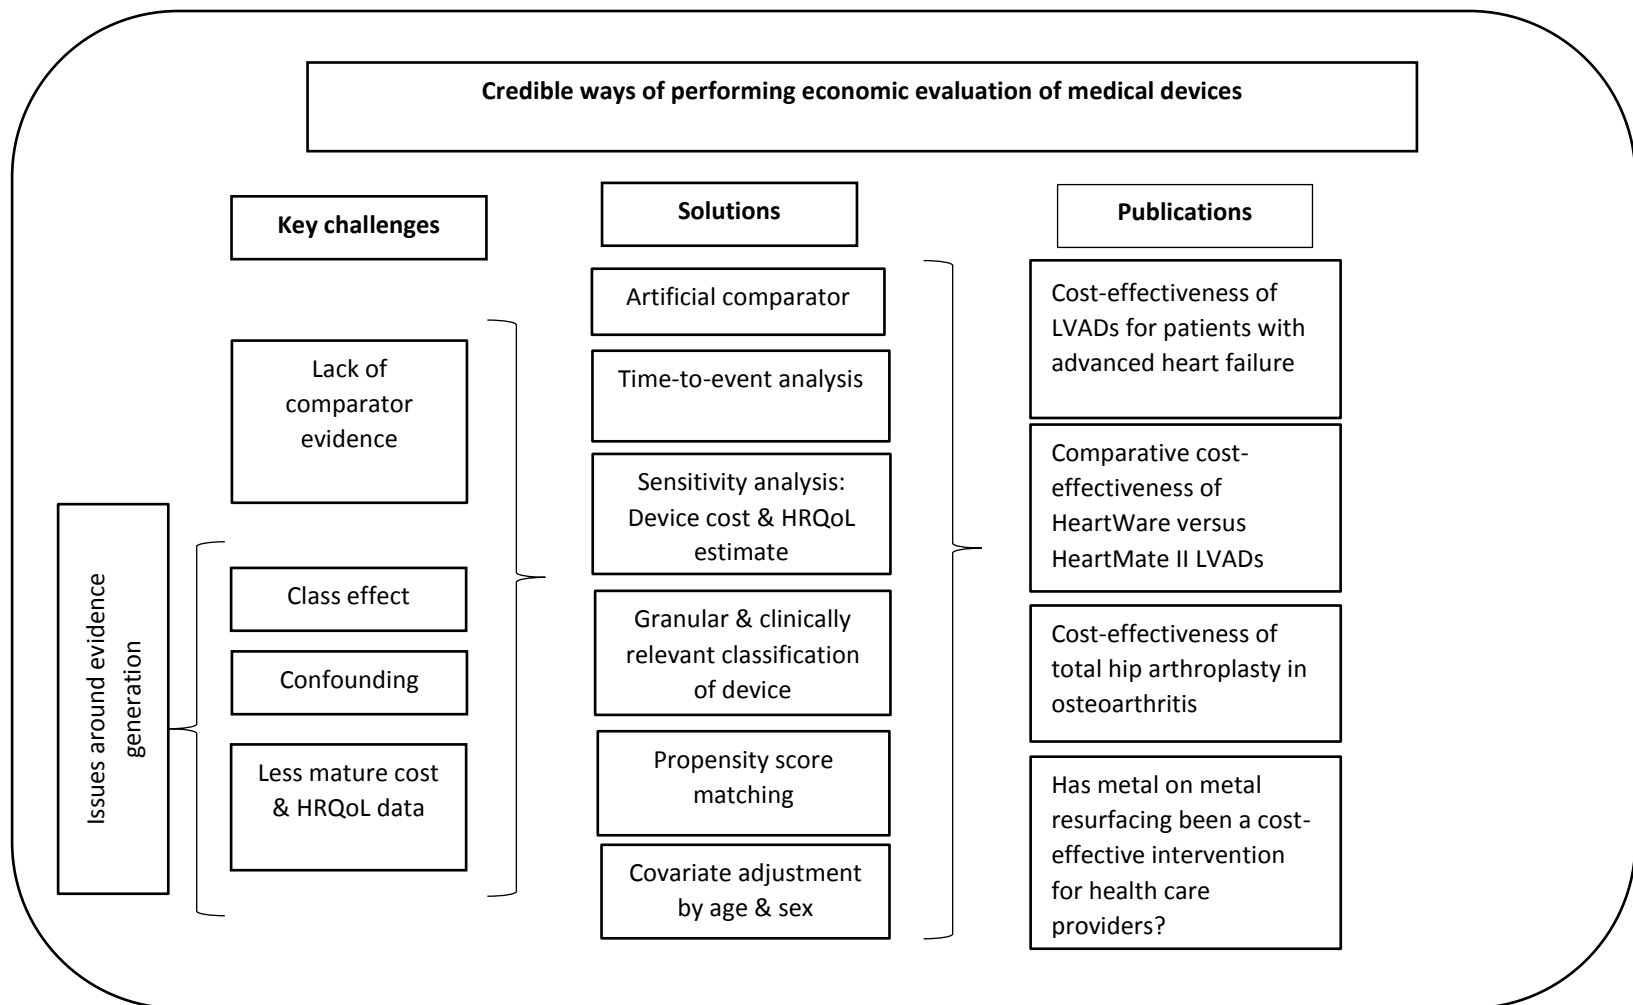 Credible ways of performing economic evaluation of medical devices
Key challenges
Solutions
Publications
Issues around evidence
generation
Lack of
comparator
evidence
Class effect
Confounding
Less mature cost
& HRQoL data
Artificial comparator
Time-to-event analysis
Sensitivity analysis:
Device cost & HRQoL
estimate
Granular & clinically
relevant classification
of device
Propensity score
matching
Covariate adjustment
by age & sex
Cost-effectiveness of
LVADs for patients with
advanced heart failure
Comparative cost-
effectiveness of
HeartWare versus
HeartMate II LVADs
Cost-effectiveness of
total hip arthroplasty in
osteoarthritis
Has metal on metal
resurfacing been a cost-
effective intervention
for health care
providers?